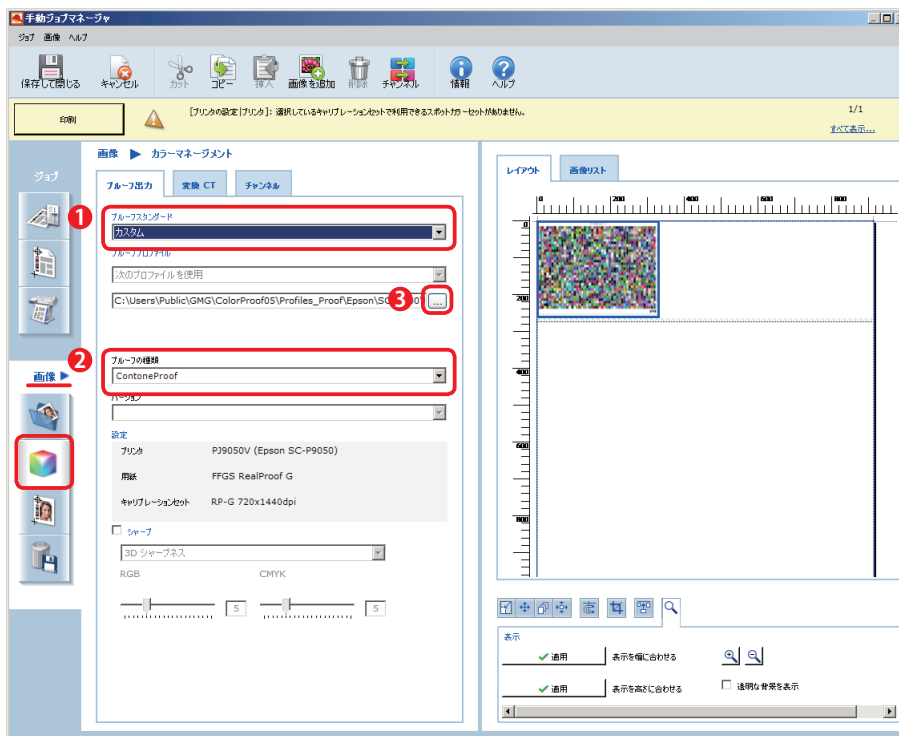 手動ジョブマネージャ
ジョブ 画像 ヘルプ
保存して閉じる キャンセル カット コピー 挿入 画像を追加 削除 チャンネル 情報 ヘルプ
印刷
[プリンタの設定|プリンタ]: 選択しているキャリブレーションセットで利用できるスポットカラーセットがありません。
1/1
すべて表示...
ジョブ
画像 ▶ カラーマネージメント
プルーフ出力 変換 CT チャンネル
1
プルーフスタンダード
カスタム
プルーフプロファイル
次のプロファイルを使用
C:\Users\Public\GMG\ColorProof05\Profiles_Proof\Epson\SC
3
...
2
画像 ▶
プルーフの種類
ContoneProof
バージョン
設定
プリンタ PJ9050V (Epson SC-P9050)
用紙 FFGS RealProof G
キャリブレーションセット RP-G 720x1440dpi
シャープ
3D シャープネス
RGB CMYK
5 5
レイアウト 画像リスト
0 200 400 600 800
0
200
400
600
800
表示
適用 表示を幅に合わせる
適用 表示を高さに合わせる 透明な背景を表示